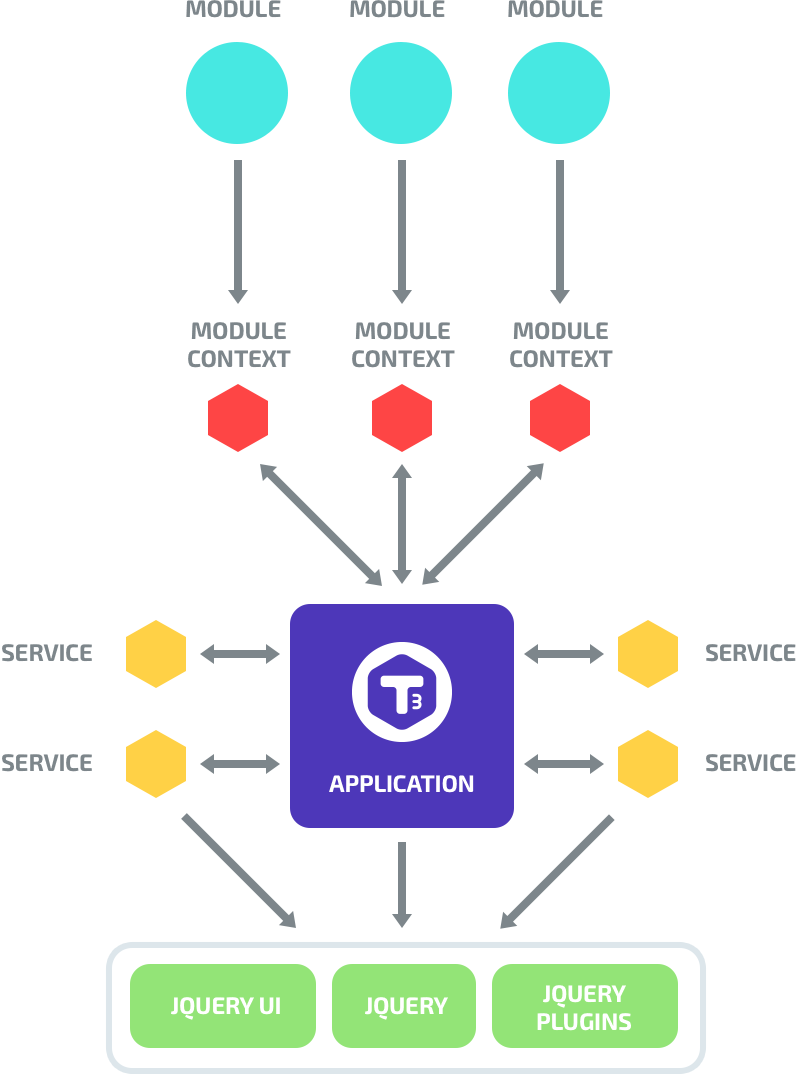 MODULE MODULE MODULE
MODULE MODULE MODULE
CONTEXT CONTEXT CONTEXT
SERVICE SERVICE
T3
SERVICE SERVICE
APPLICATION
JQUERY UI JQUERY JQUERY
PLUGINS